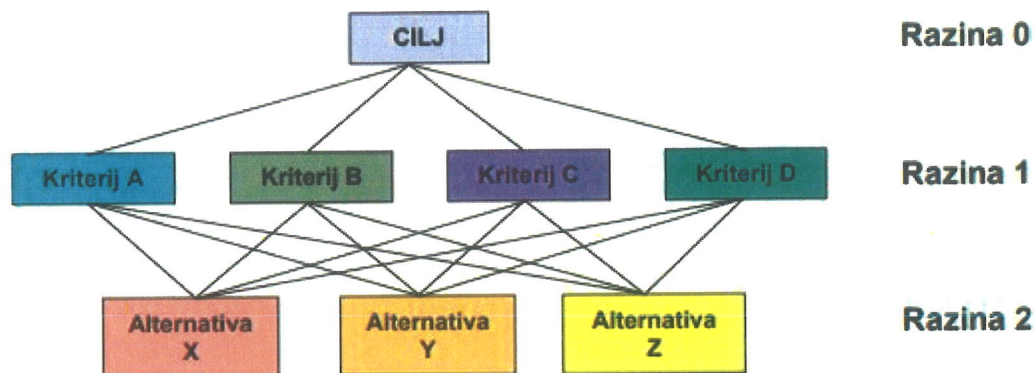 CILJ
Razina 0
Kriterij A
Kriterij B
Kriterij C
Kriterij D
Razina 1
Alternativa
X
Alternativa
Y
Alternativa
Z
Razina 2